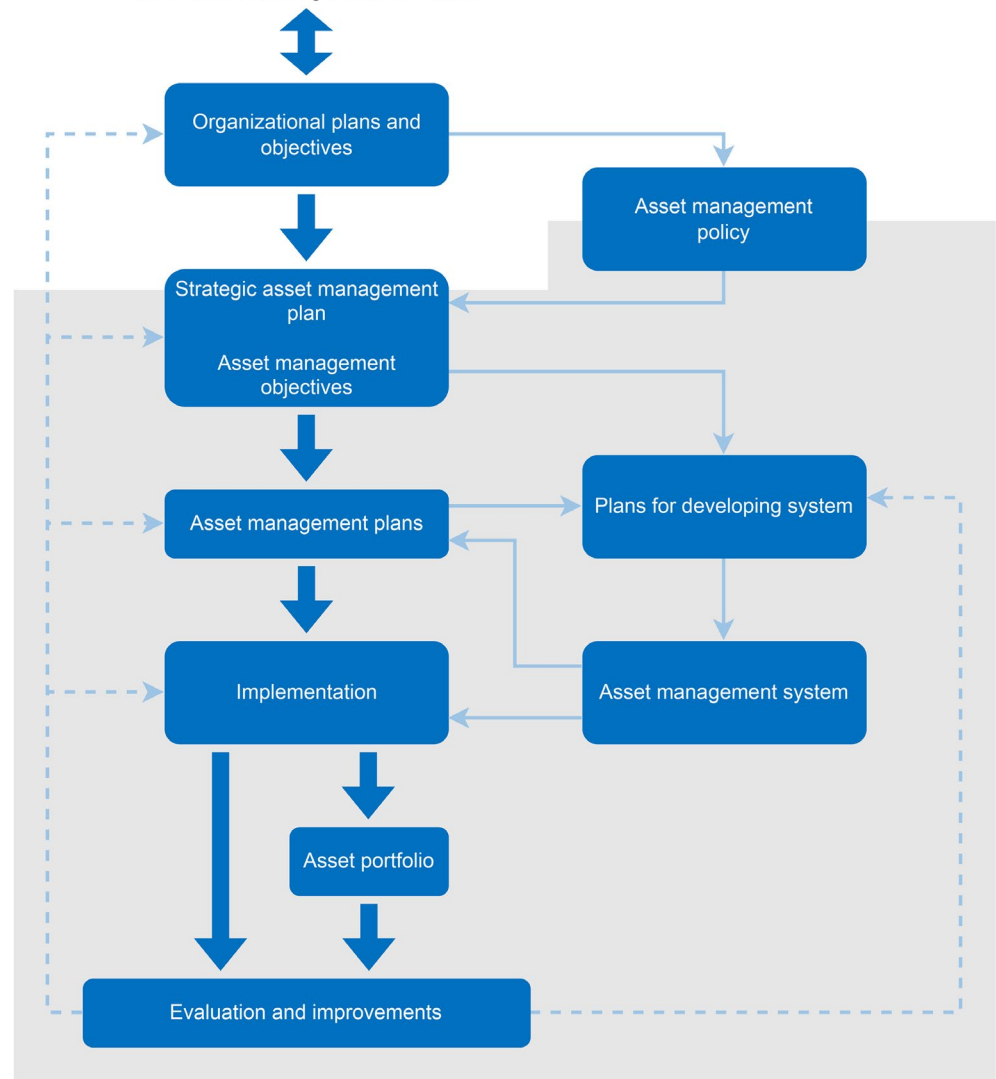 Organizational plans and
objectives
Asset management
policy
Strategic asset management
plan
Asset management
objectives
Asset management plans
Plans for developing system
Implementation
Asset management system
Asset portfolio
Evaluation and improvements